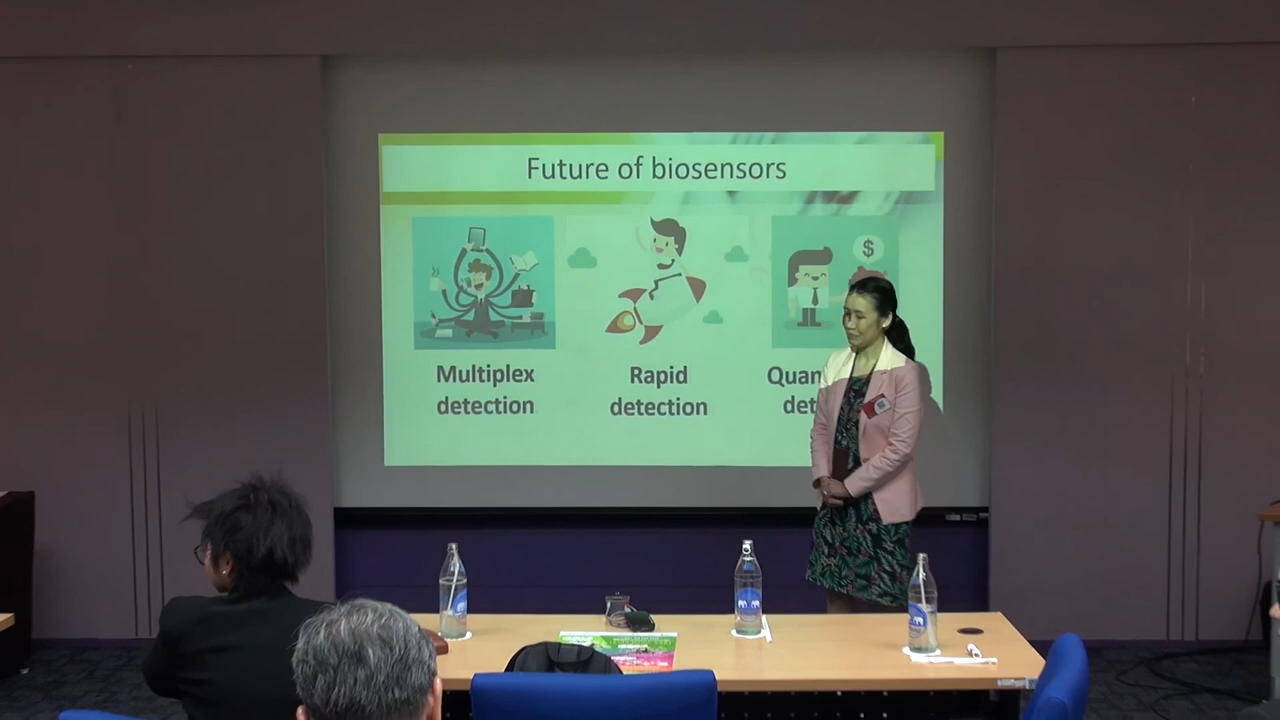 Future of biosensors
$
Multiplex
detection
Rapid
detection
Quan
det